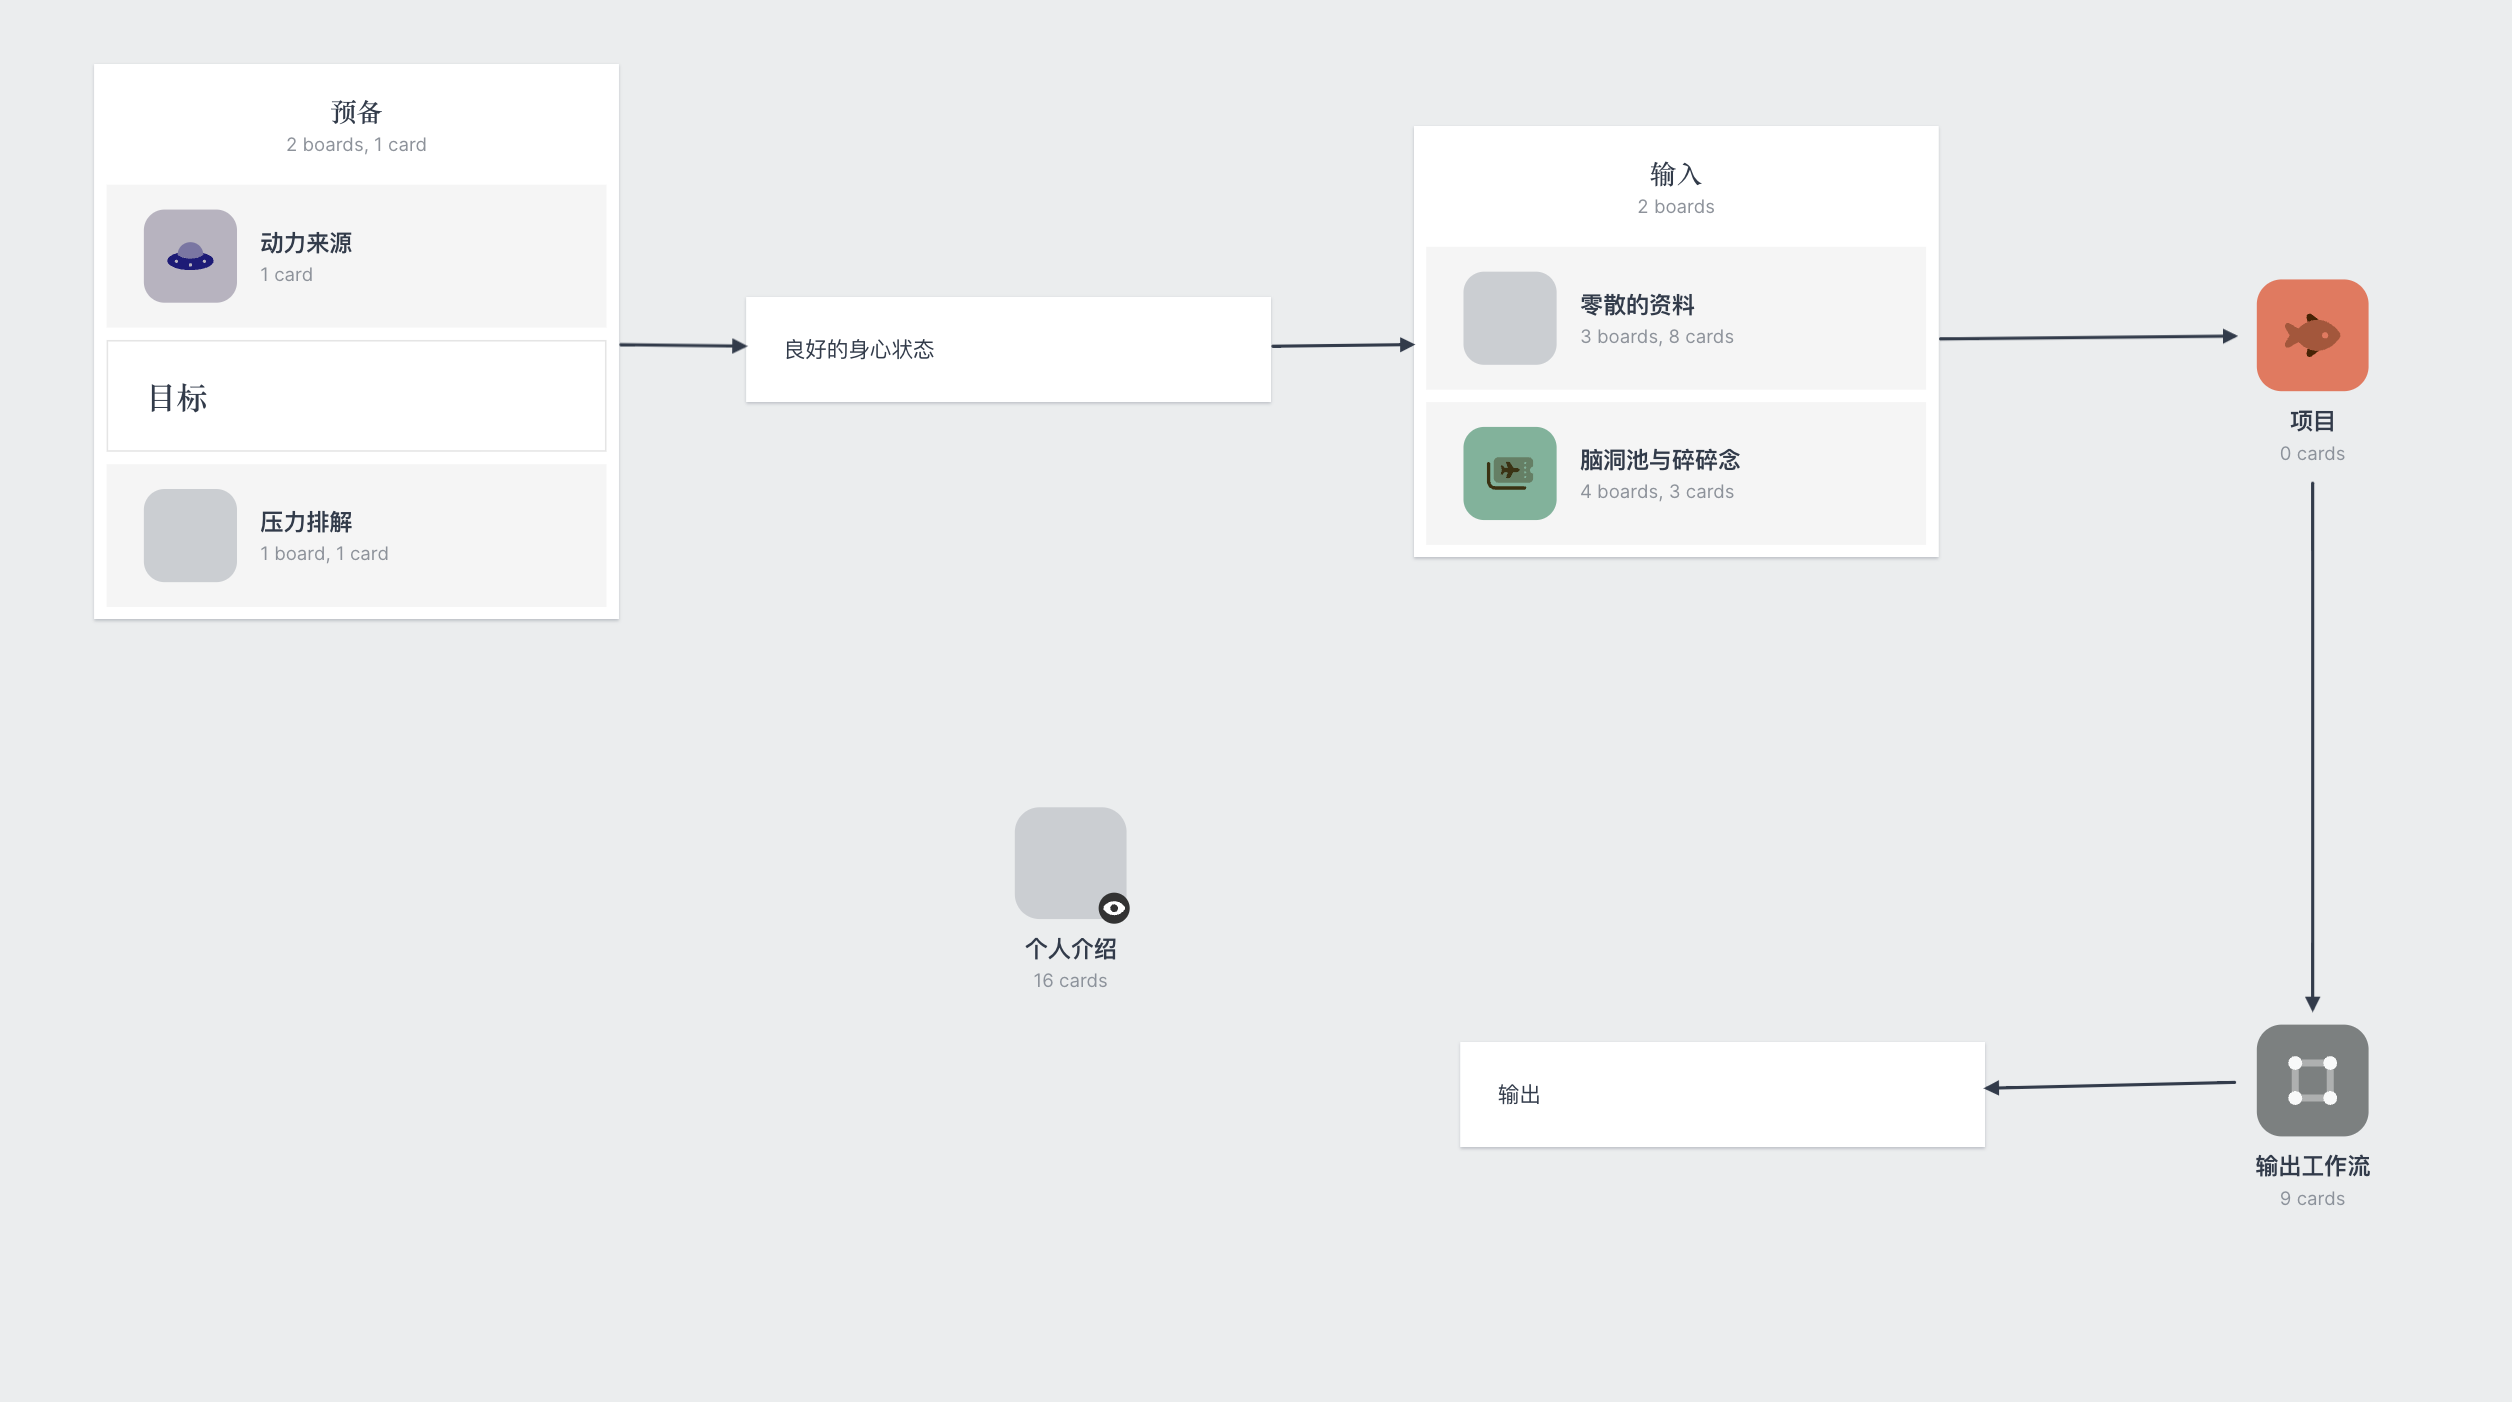 预备
2 boards, 1 card
动力来源
1 card
目标
压力排解
1 board, 1 card
良好的身心状态
输入
2 boards
零散的资料
3 boards, 8 cards
脑洞池与碎碎念
4 boards, 3 cards
项目
0 cards
个人介绍
16 cards
输出
输出工作流
9 cards